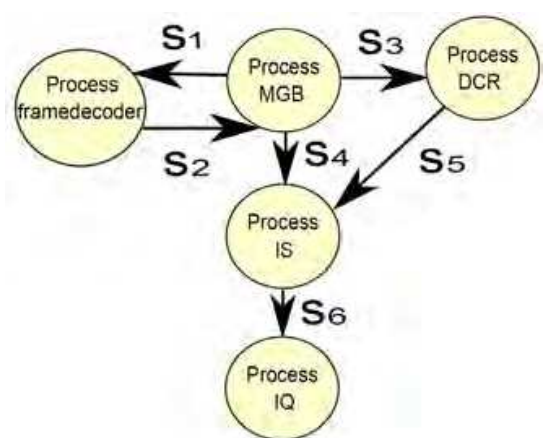 S1
S3
Process
MGB
Process
DCR
Process
framedecoder
S2
S4
S5
Process
IS
S6
Process
IQ